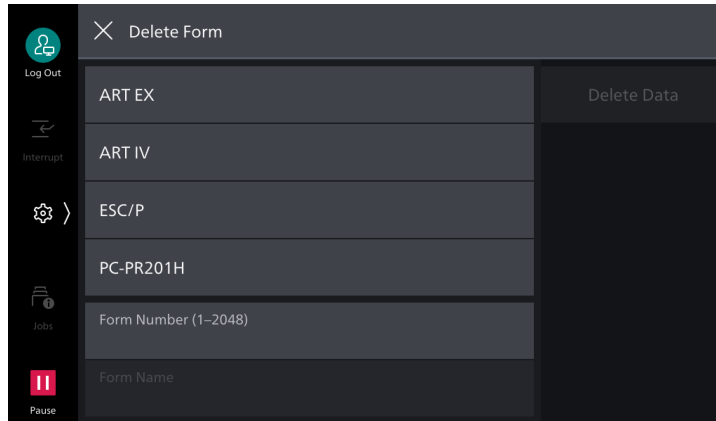 Delete Form
Log Out
ART EX
Delete Data
ART IV
Interrupt
ESC/P
PC-PR201H
Form Number (1–2048)
Jobs
Form Name
Pause